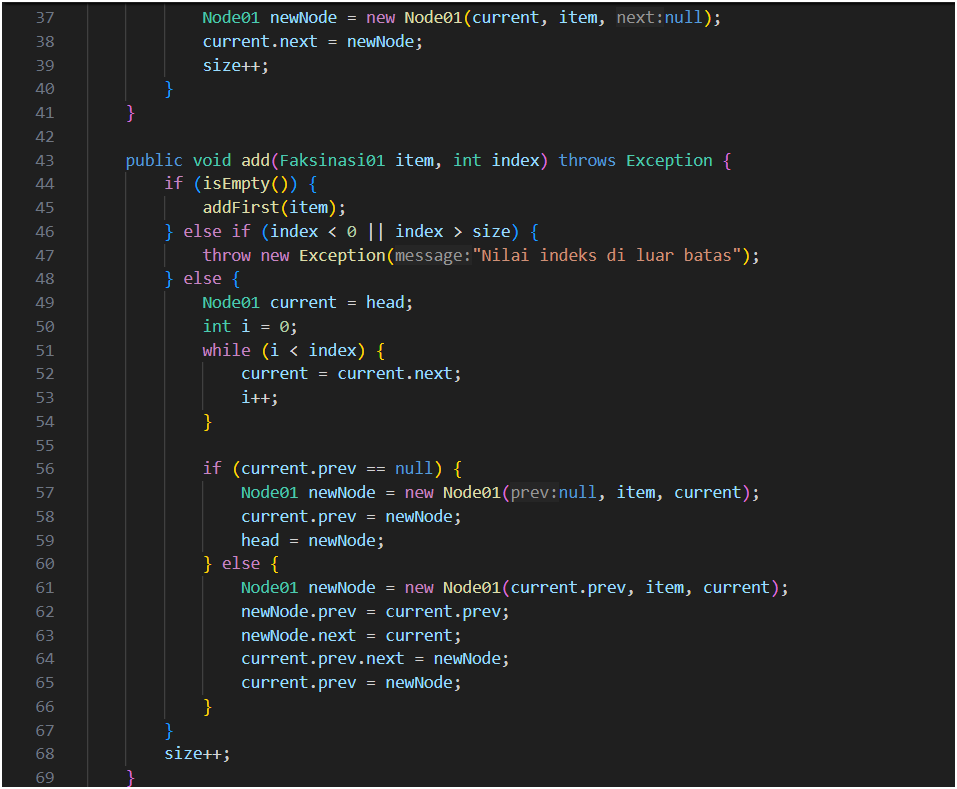 37 Node01 newNode = new Node01(current, item, next:null);
38 current.next = newNode;
39 size++;
40 }
41 }
42
43 public void add(Faksinasi01 item, int index) throws Exception {
44 if (isEmpty()) {
45 addFirst(item);
46 } else if (index < 0 || index > size) {
47 throw new Exception(message:"Nilai indeks di luar batas");
48 } else {
49 Node01 current = head;
50 int i = 0;
51 while (i < index) {
52 current = current.next;
53 i++;
54 }
55
56 if (current.prev == null) {
57 Node01 newNode = new Node01(prev:null, item, current);
58 current.prev = newNode;
59 head = newNode;
60 } else {
61 Node01 newNode = new Node01(current.prev, item, current);
62 newNode.prev = current.prev;
63 newNode.next = current;
64 current.prev.next = newNode;
65 current.prev = newNode;
66 }
67 }
68 size++;
69 }